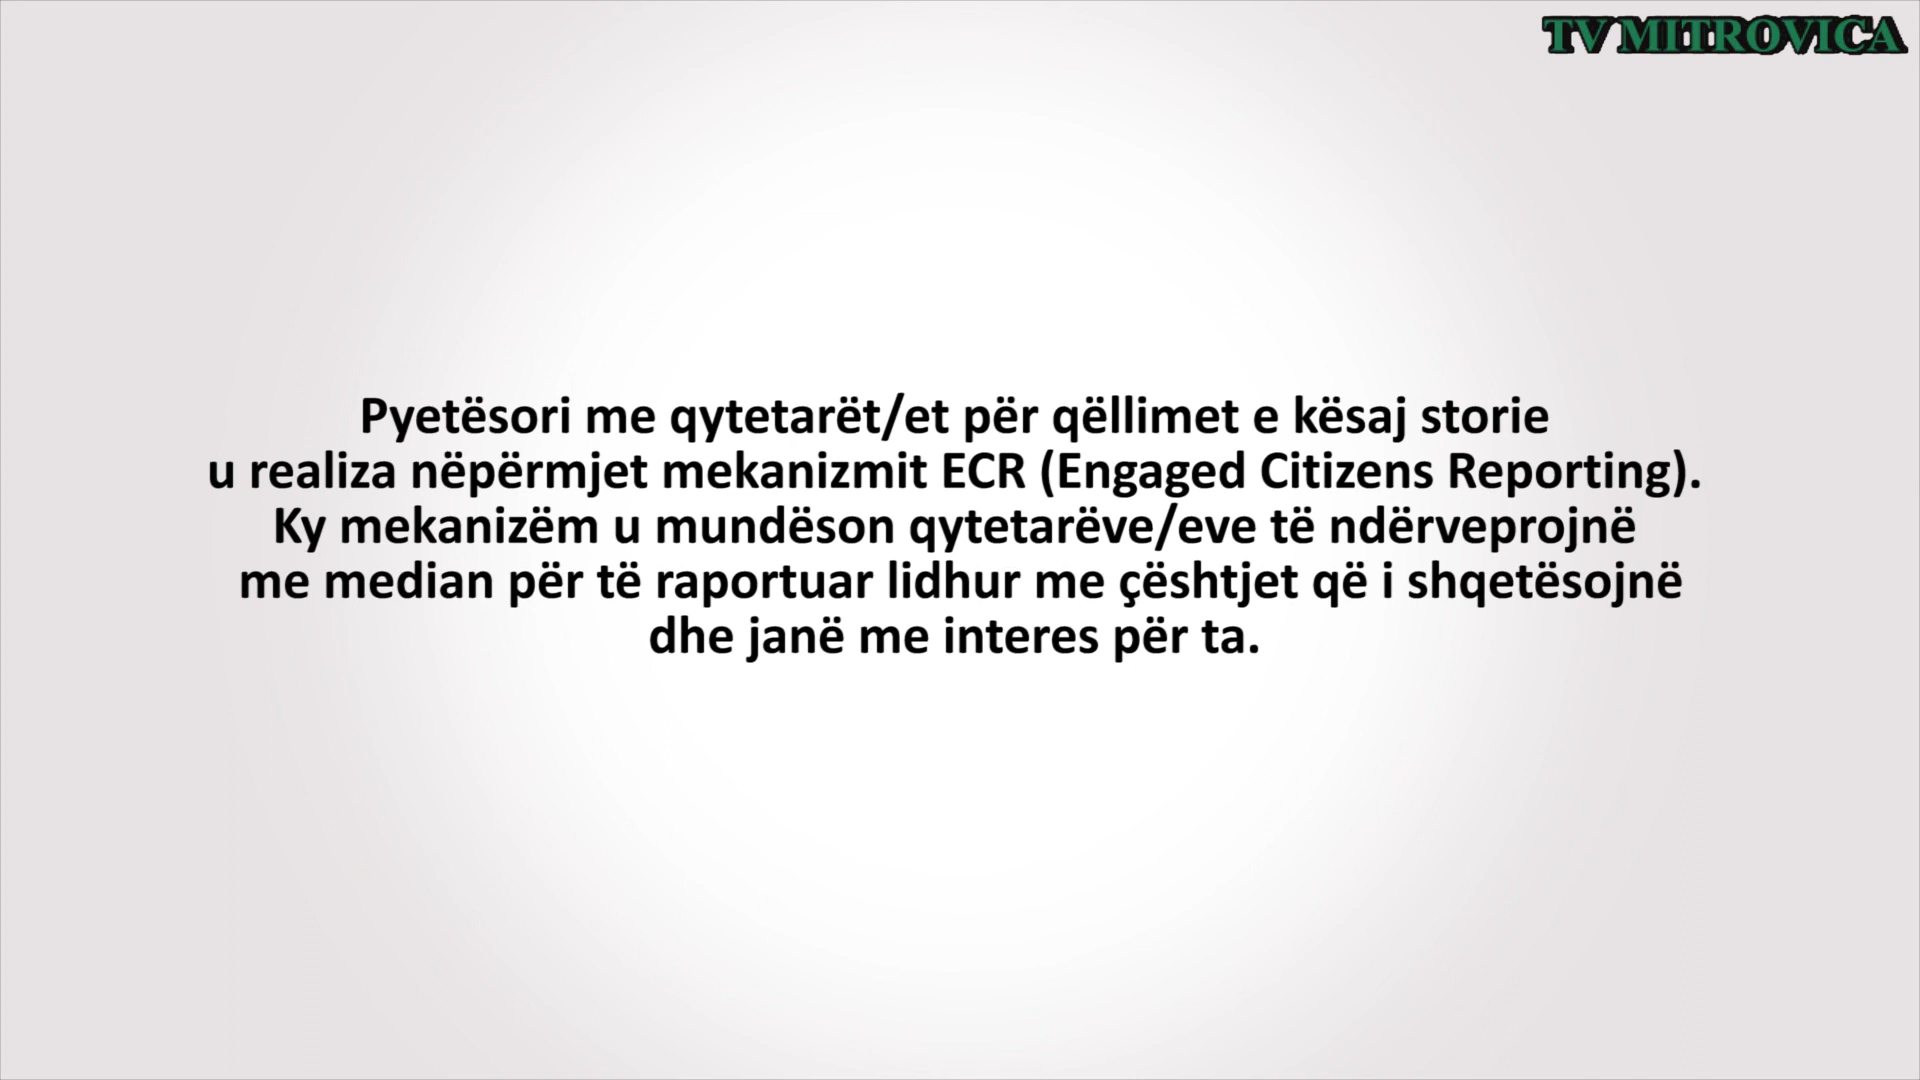 TV MITROVICA
Pyetësori me qytetarët/et për qëllimet e kësaj storie
u realiza nëpërmjet mekanizmit ECR (Engaged Citizens Reporting).
Ky mekanizëm u mundëson qytetarëve/eve të ndërveprojnë
me median për të raportuar lidhur me çështjet që i shqetësojnë
dhe janë me interes për ta.